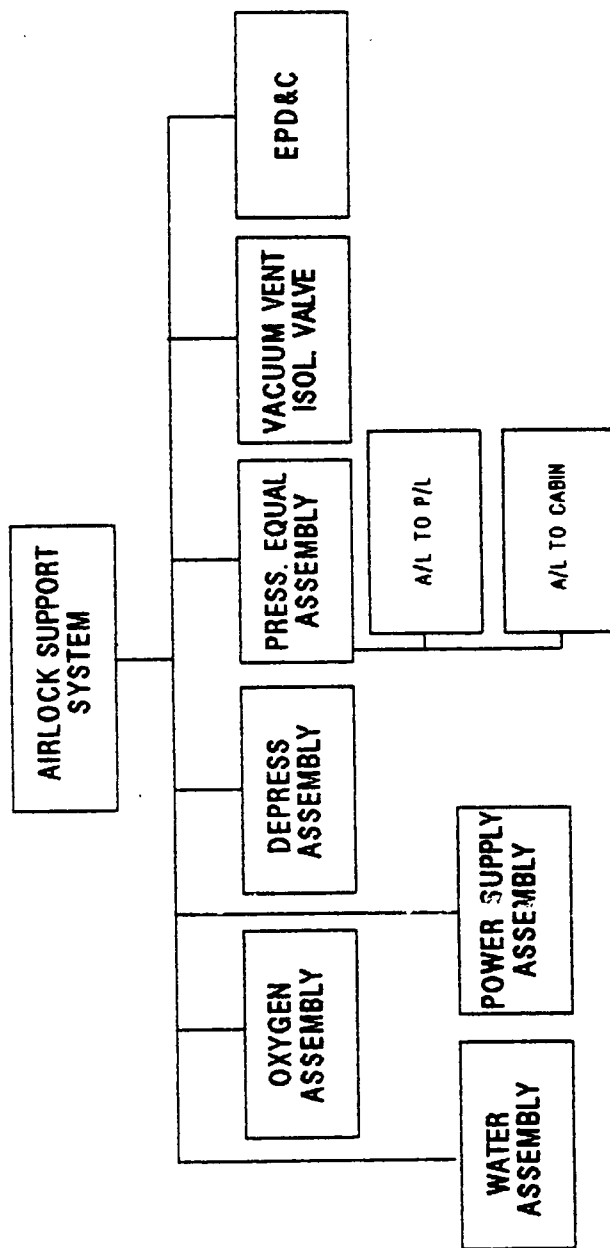 AIRLOCK SUPPORT
SYSTEM
WATER
ASSEMBLY
OXYGEN
ASSEMBLY
POWER SUPPLY
ASSEMBLY
DEPRESS
ASSEMBLY
PRESS. EQUAL
ASSEMBLY
A/L TO P/L
A/L TO CABIN
VACUUM VENT
ISOL. VALVE
EPD&C